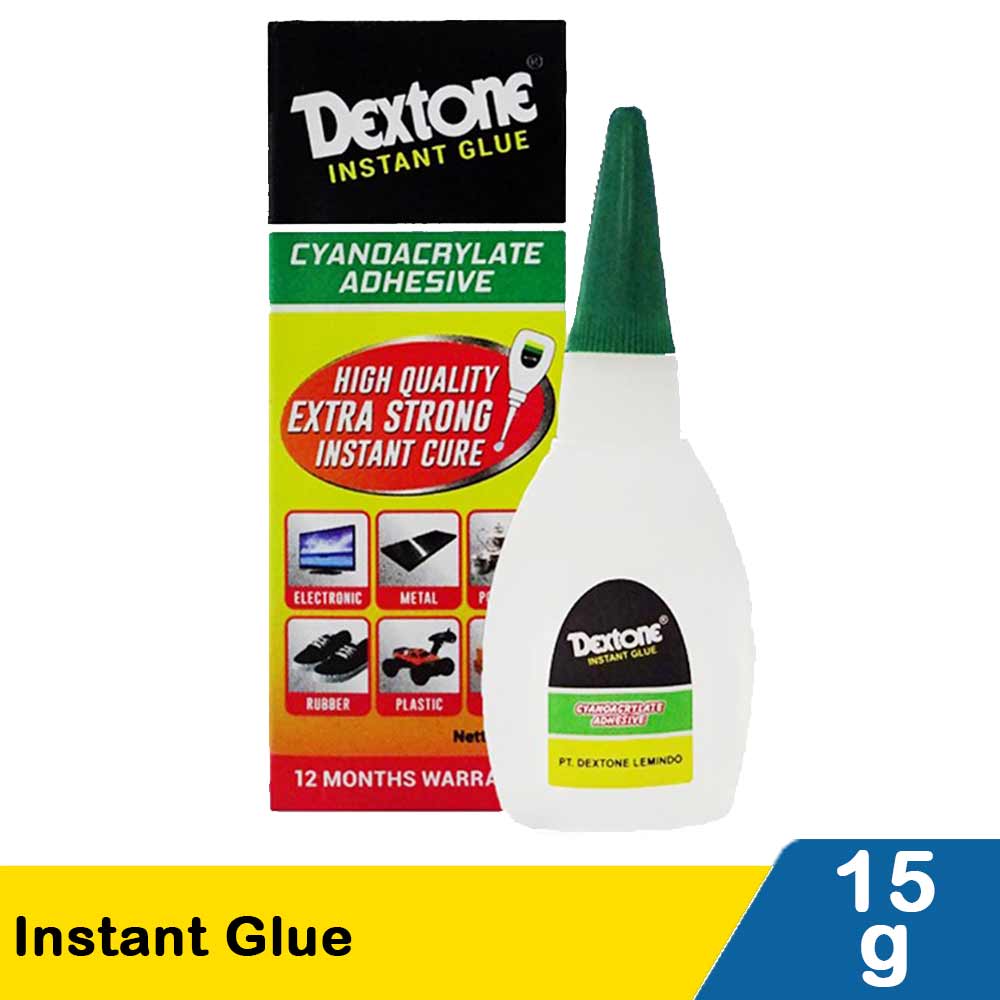 Dextone®
INSTANT GLUE
CYANOACRYLATE
ADHESIVE
HIGH QUALITY
EXTRA STRONG
INSTANT CURE
ELECTRONIC
METAL
RUBBER
PLASTIC
Nett
12 MONTHS
Dextone®
INSTANT GLUE
CYANOACRYLATE
ADHESIVE
PT. DEXTONE LEMINDO
Instant Glue
15
g